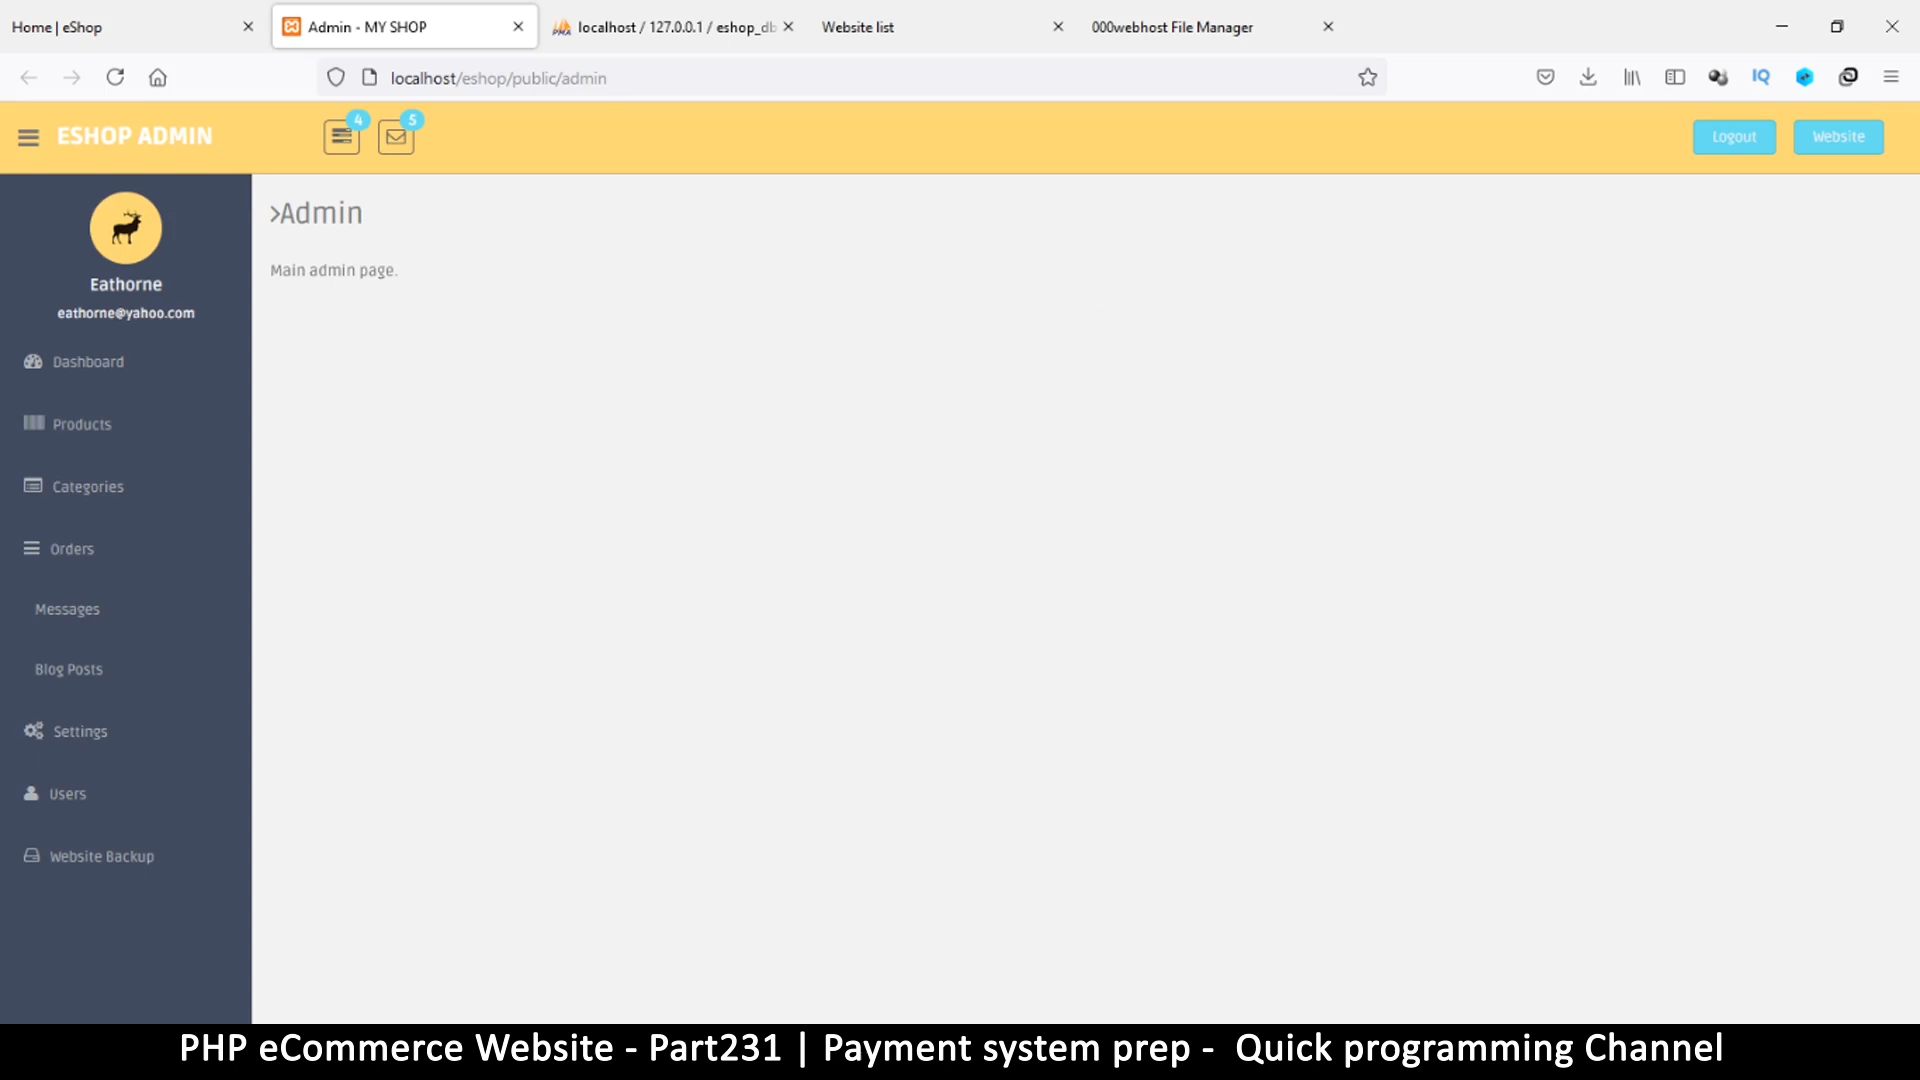 Home | eShop
Admin - MY SHOP
localhost / 127.0.0.1 / eshop_db
Website list
000webhost File Manager
localhost/eshop/public/admin
IQ
ESHOP ADMIN
4
5
Logout
Website
Eathorne
eathorne@yahoo.com
Dashboard
Products
Categories
Orders
Messages
Blog Posts
Settings
Users
Website Backup
>Admin
Main admin page.
PHP eCommerce Website - Part231 | Payment system prep - Quick programming Channel